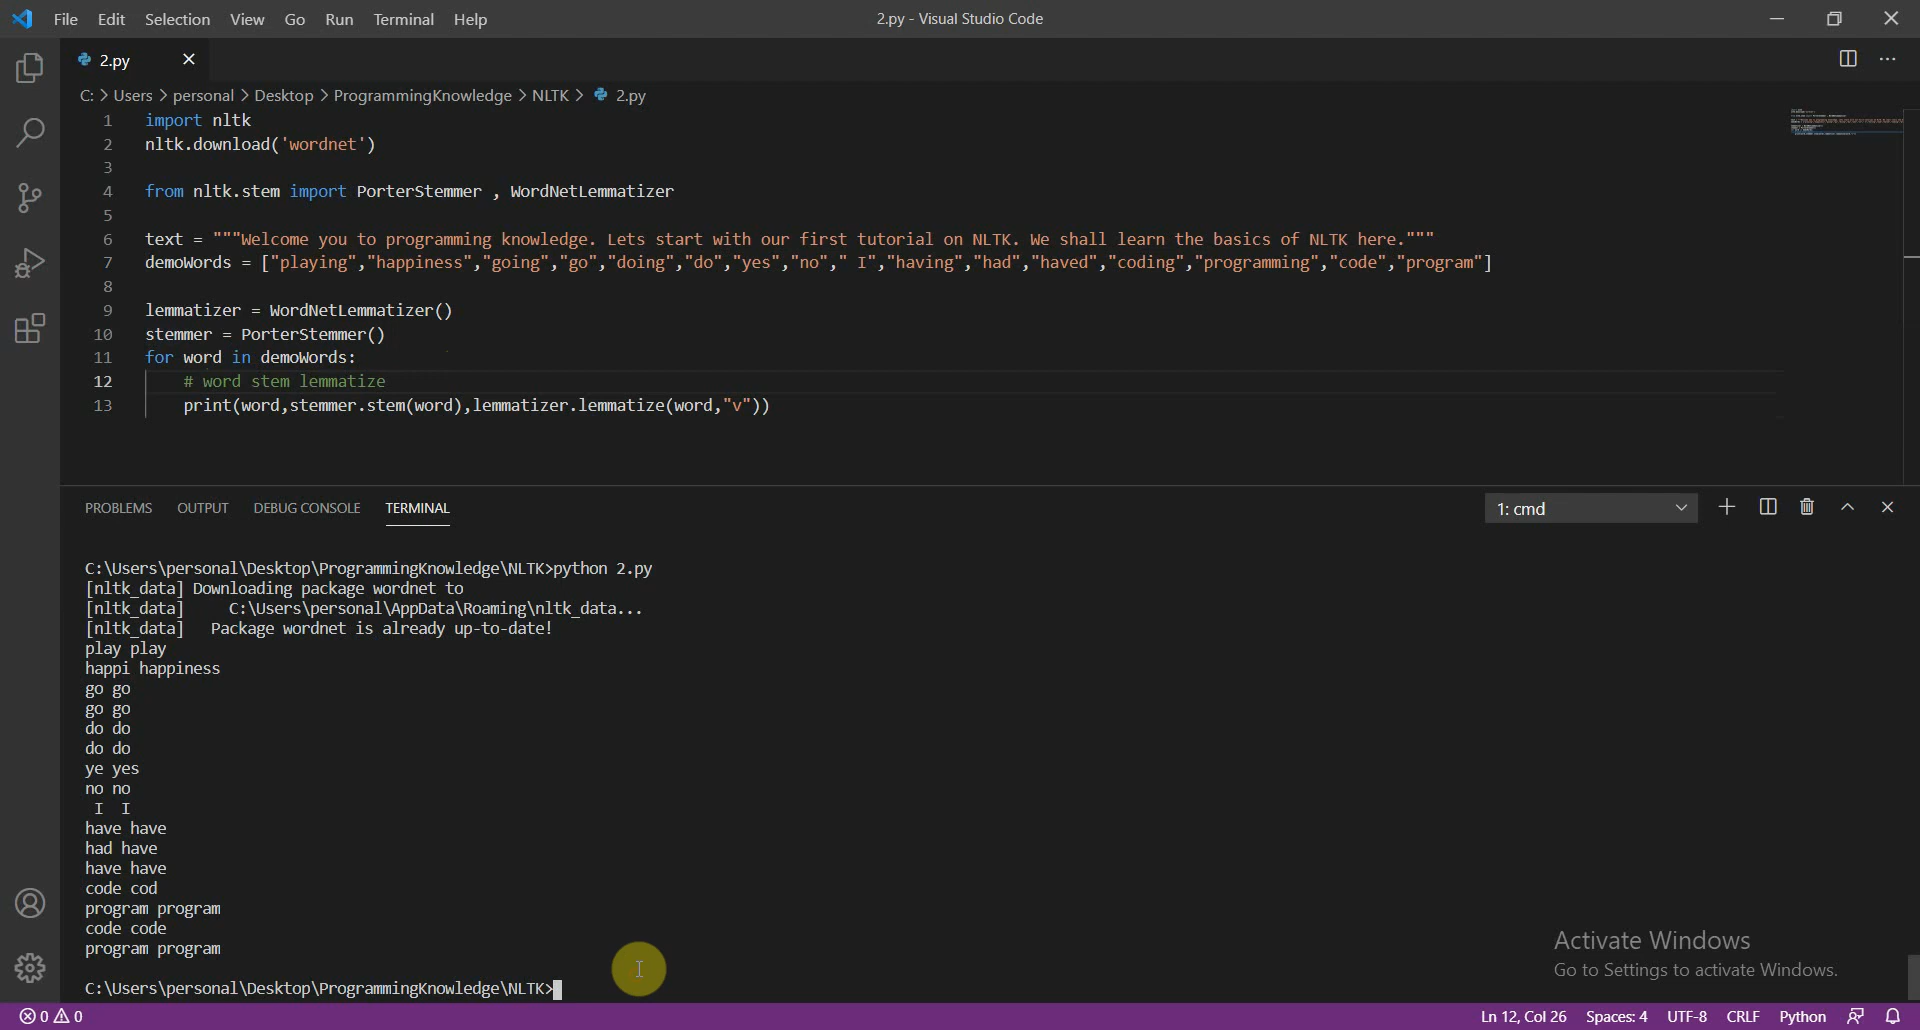 File Edit Selection View Go Run Terminal Help
2.py - Visual Studio Code
2.py
C: > Users > personal > Desktop > ProgrammingKnowledge > NLTK > 2.py
1 import nltk
2 nltk.download('wordnet')
3
4 from nltk.stem import PorterStemmer , WordNetLemmatizer
5
6 text = """Welcome you to programming knowledge. Lets start with our first tutorial on NLTK. We shall learn the basics of NLTK here."""
7 demoWords = ["playing","happiness","going","go","doing","do","yes","no"," I","having","had","haved","coding","programming","code","program"]
8
9 lemmatizer = WordNetLemmatizer()
10 stemmer = PorterStemmer()
11 for word in demoWords:
12 # word stem lemmatize
13 print(word,stemmer.stem(word),lemmatizer.lemmatize(word,"v"))
PROBLEMS OUTPUT DEBUG CONSOLE TERMINAL
1: cmd
C:\Users\personal\Desktop\ProgrammingKnowledge\NLTK>python 2.py
[nltk_data] Downloading package wordnet to
[nltk_data] C:\Users\personal\AppData\Roaming\nltk_data...
[nltk_data] Package wordnet is already up-to-date!
play play
happi happiness
go go
go go
do do
do do
ye yes
no no
I I
have have
had have
have have
code cod
program program
code code
program program
C:\Users\personal\Desktop\ProgrammingKnowledge\NLTK>
Activate Windows
Go to Settings to activate Windows.
0 0
Ln 12, Col 26 Spaces: 4 UTF-8 CRLF Python